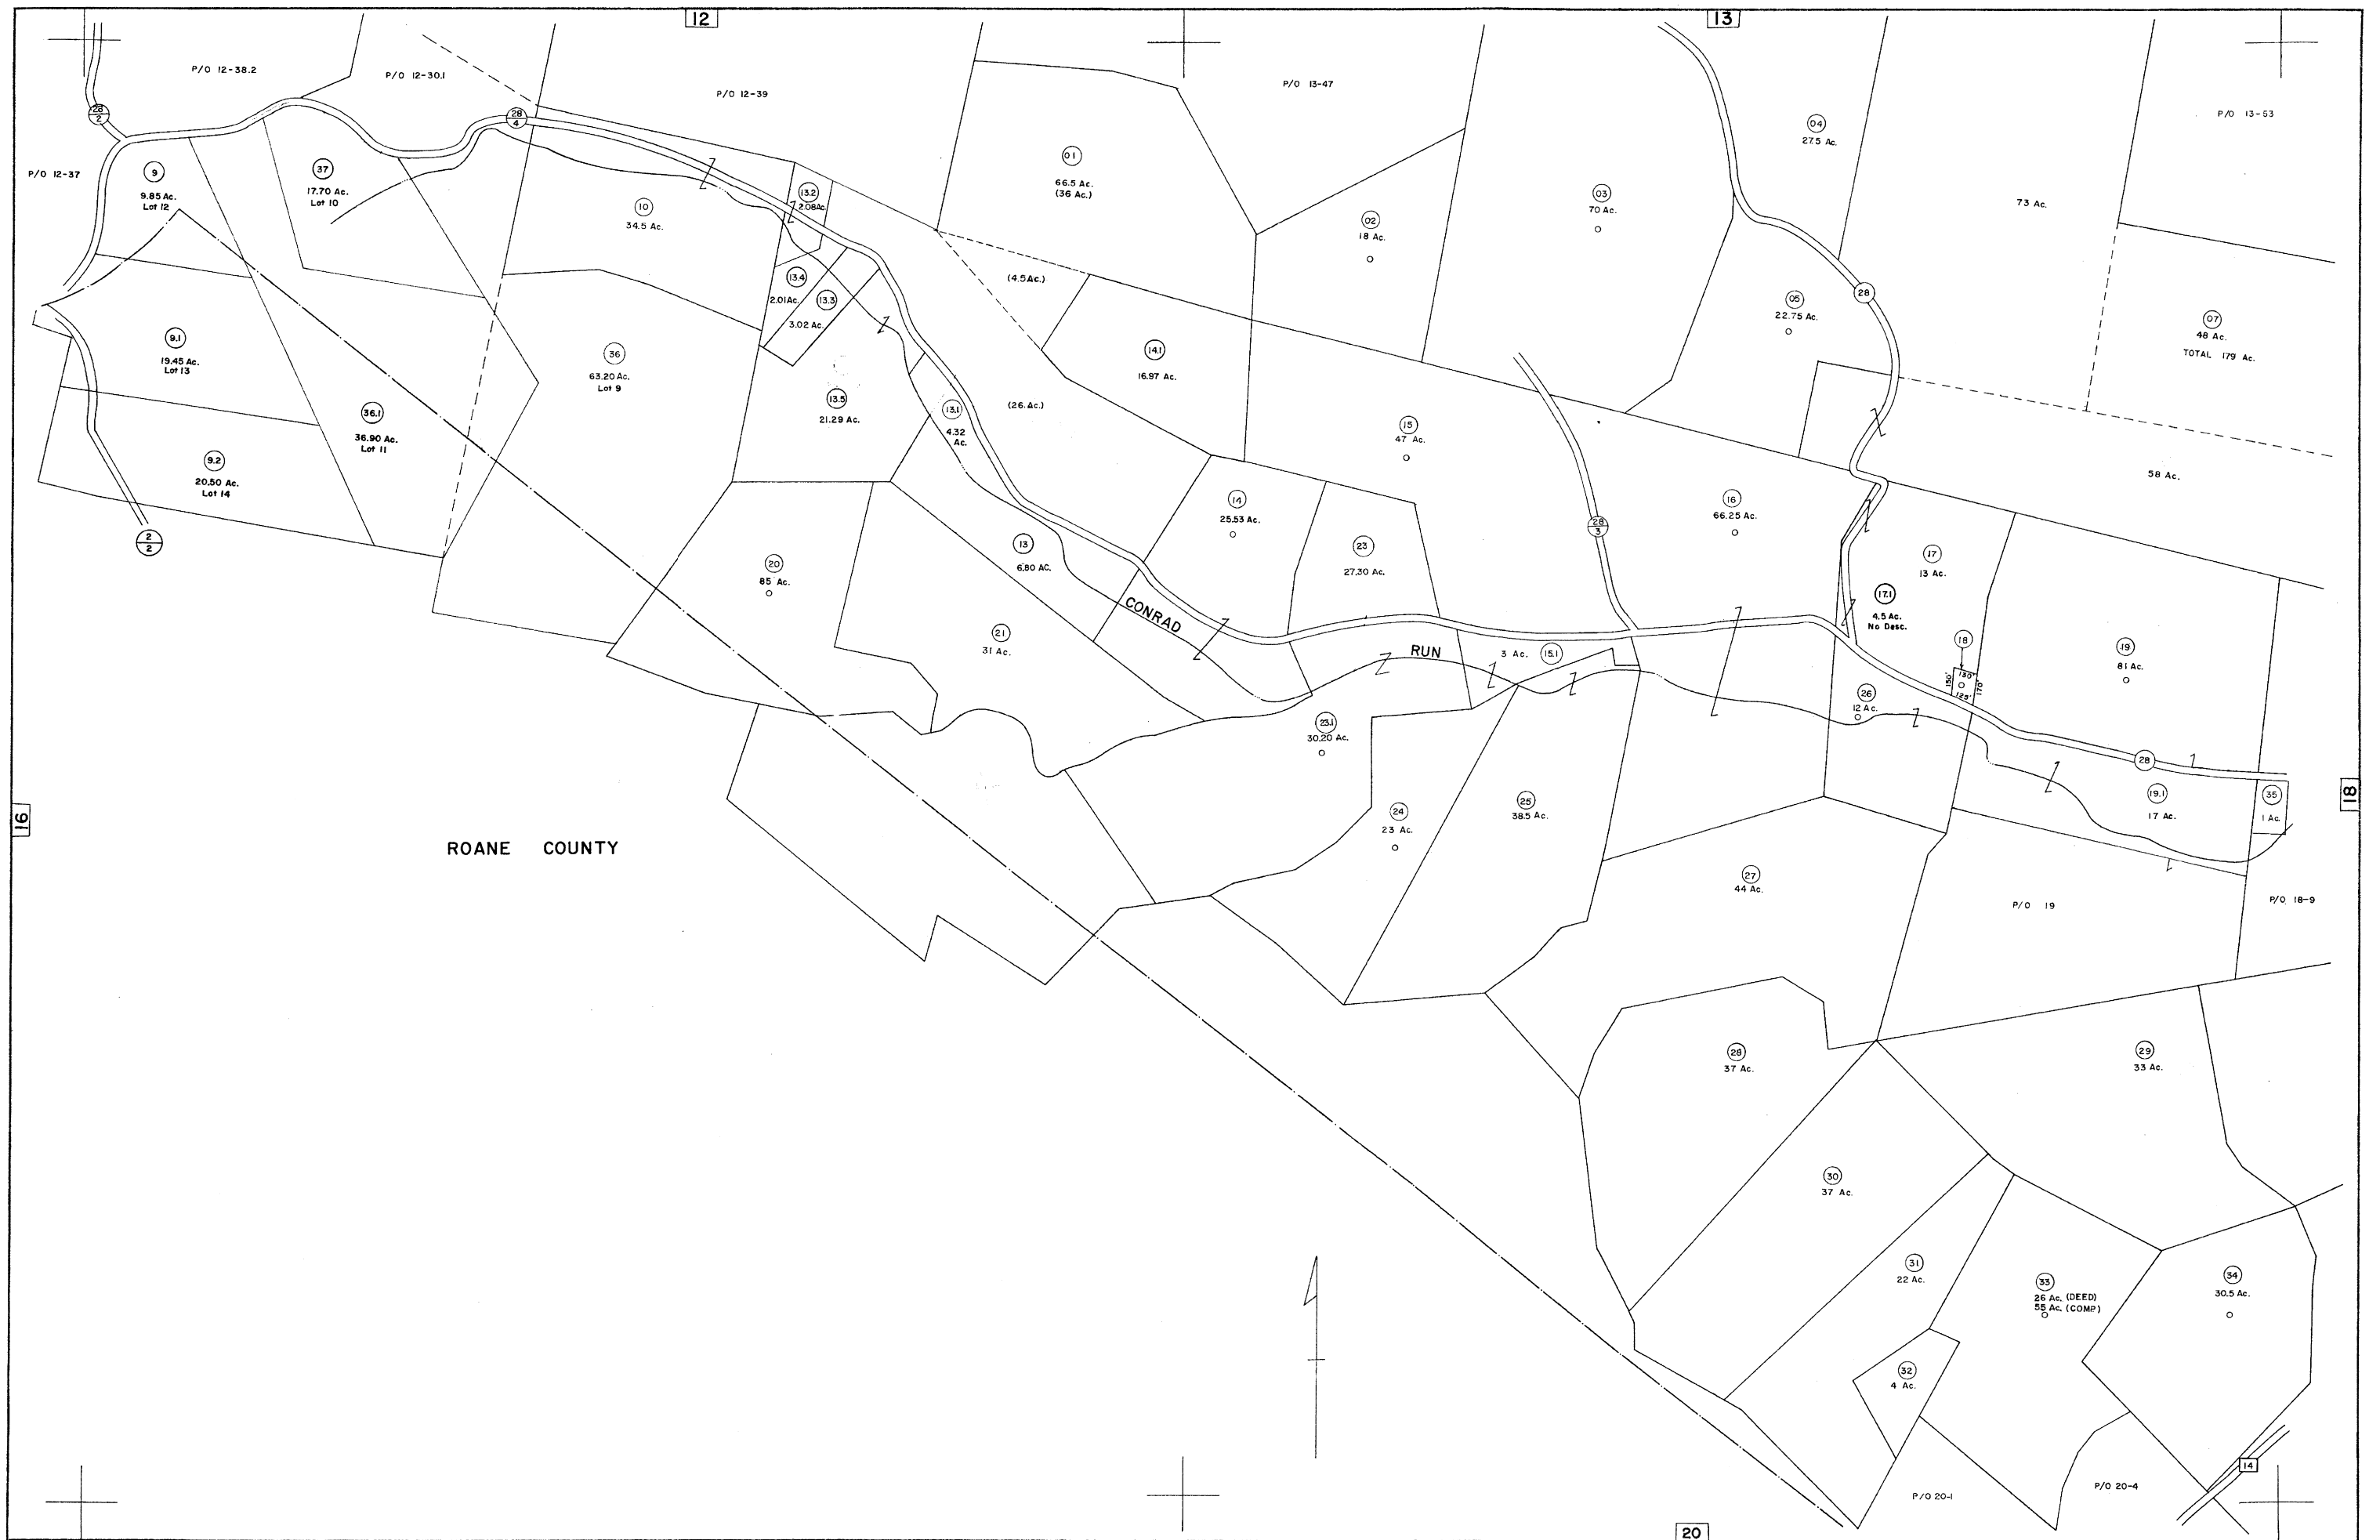 12
13
P/O 12-38.2
P/O 12-30.1
P/O 12-39
P/O 13-47
P/O 13-53
28
2
28
4
04
27.5 Ac.
P/O 12-37
9
9.85 Ac.
Lot 12
37
17.70 Ac.
Lot 10
10
34.5 Ac.
13.2
2.08Ac.
01
66.5 Ac.
(36 Ac.)
02
18 Ac.
03
70 Ac.
73 Ac.
13.4
2.01Ac.
13.3
3.02 Ac.
(4.5Ac.)
05
22.75 Ac.
28
07
48 Ac.
TOTAL 179 Ac.
9.1
19.45 Ac.
Lot 13
36
63.20 Ac.
Lot 9
14.1
16.97 Ac.
13.5
21.29 Ac.
13.1
4.32
Ac.
(26 Ac.)
15
47 Ac.
36.1
36.90 Ac.
Lot 11
9.2
20.50 Ac.
Lot 14
58 Ac.
14
25.53 Ac.
16
66.25 Ac.
28
3
2
2
20
85 Ac.
13
6.80 AC.
23
27.30 Ac.
17
13 Ac.
17.1
4.5 Ac.
No Desc.
CONRAD
RUN
21
31 Ac.
3 Ac.
15.1
18
150'
130'
125'
170'
19
81 Ac.
26
12 Ac.
23.1
30.20 Ac.
28
16
ROANE COUNTY
24
23 Ac.
25
38.5 Ac.
19.1
17 Ac.
35
1 Ac.
18
27
44 Ac.
P/O 19
P/O 18-9
28
37 Ac.
29
33 Ac.
30
37 Ac.
31
22 Ac.
33
26 Ac. (DEED)
55 Ac. (COMP.)
34
30.5 Ac.
32
4 Ac.
14
P/O 20-1
P/O 20-4
20